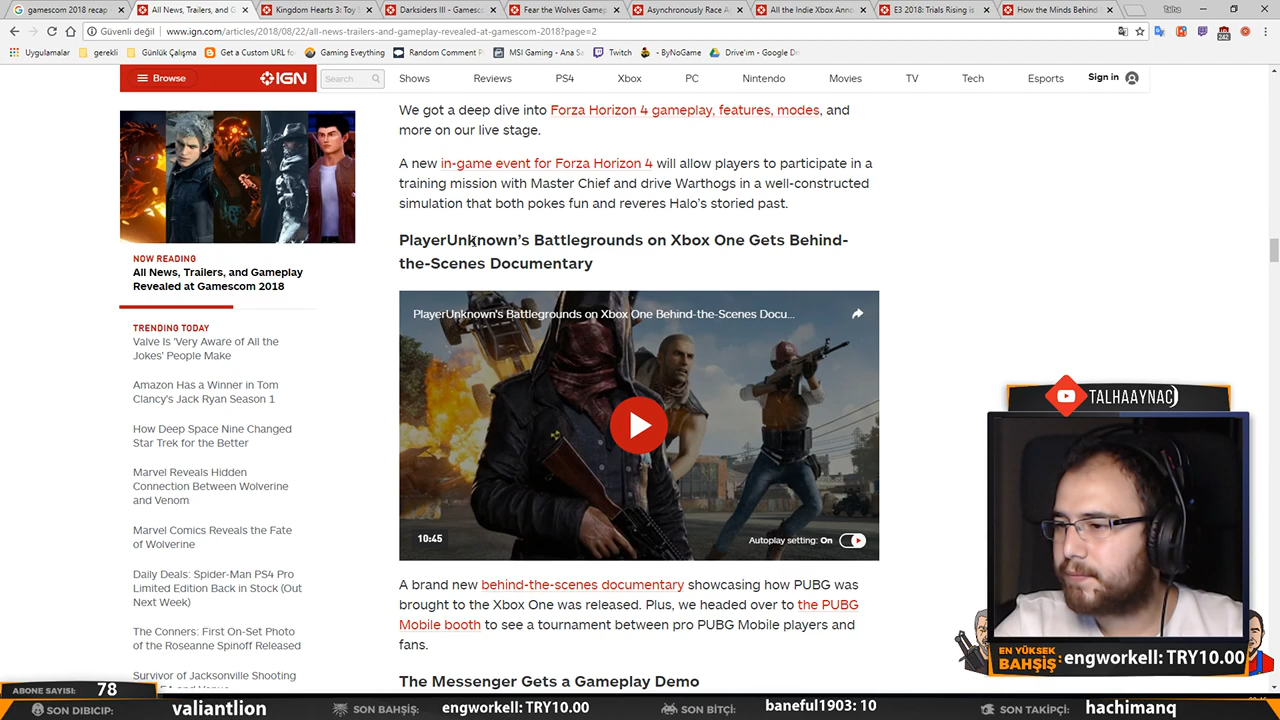 gamescom 2018 recap
All News, Trailers, and G
Kingdom Hearts 3: Toy S
Darksiders III - Gamesc
Fear the Wolves Gamep
Asynchronously Race A
All the Indie Xbox Anne
E3 2018: Trials Rising is
How the Minds Behind
Güvenli değil
www.ign.com/articles/2018/08/22/all-news-trailers-and-gameplay-revealed-at-gamescom-2018?page=2
242
Uygulamalar
gerekli
Günlük Çalışma
Get a Custom URL for
Gaming Eveything
Random Comment P
MSI Gaming - Ana Sa
Twitch
- ByNoGame
Drive'ım - Google D
Browse
IGN
Search
Shows
Reviews
PS4
Xbox
PC
Nintendo
Movies
TV
Tech
Esports
Sign in
NOW READING
All News, Trailers, and Gameplay
Revealed at Gamescom 2018
TRENDING TODAY
Valve Is 'Very Aware of All the
Jokes' People Make
Amazon Has a Winner in Tom
Clancy's Jack Ryan Season 1
How Deep Space Nine Changed
Star Trek for the Better
Marvel Reveals Hidden
Connection Between Wolverine
and Venom
Marvel Comics Reveals the Fate
of Wolverine
Daily Deals: Spider-Man PS4 Pro
Limited Edition Back in Stock (Out
Next Week)
The Conners: First On-Set Photo
of the Roseanne Spinoff Released
Survivor of Jacksonville Shooting
We got a deep dive into Forza Horizon 4 gameplay, features, modes, and
more on our live stage.
A new in-game event for Forza Horizon 4 will allow players to participate in a
training mission with Master Chief and drive Warthogs in a well-constructed
simulation that both pokes fun and reveres Halo's storied past.
PlayerUnknown's Battlegrounds on Xbox One Gets Behind-
the-Scenes Documentary
PlayerUnknown's Battlegrounds on Xbox One Behind-the-Scenes Docu...
10:45
Autoplay setting: On
A brand new behind-the-scenes documentary showcasing how PUBG was
brought to the Xbox One was released. Plus, we headed over to the PUBG
Mobile booth to see a tournament between pro PUBG Mobile players and
fans.
The Messenger Gets a Gameplay Demo
TALHAAYNACI
EN YÜKSEK
BAHŞİŞ : engworkell: TRY10.00
ABONE SAYISI: 78
SON DIBCIP: valiantlion
SON BAHŞİŞ: engworkell: TRY10.00
SON BİTÇİ: baneful1903: 10
SON TAKİPÇİ: hachimanq